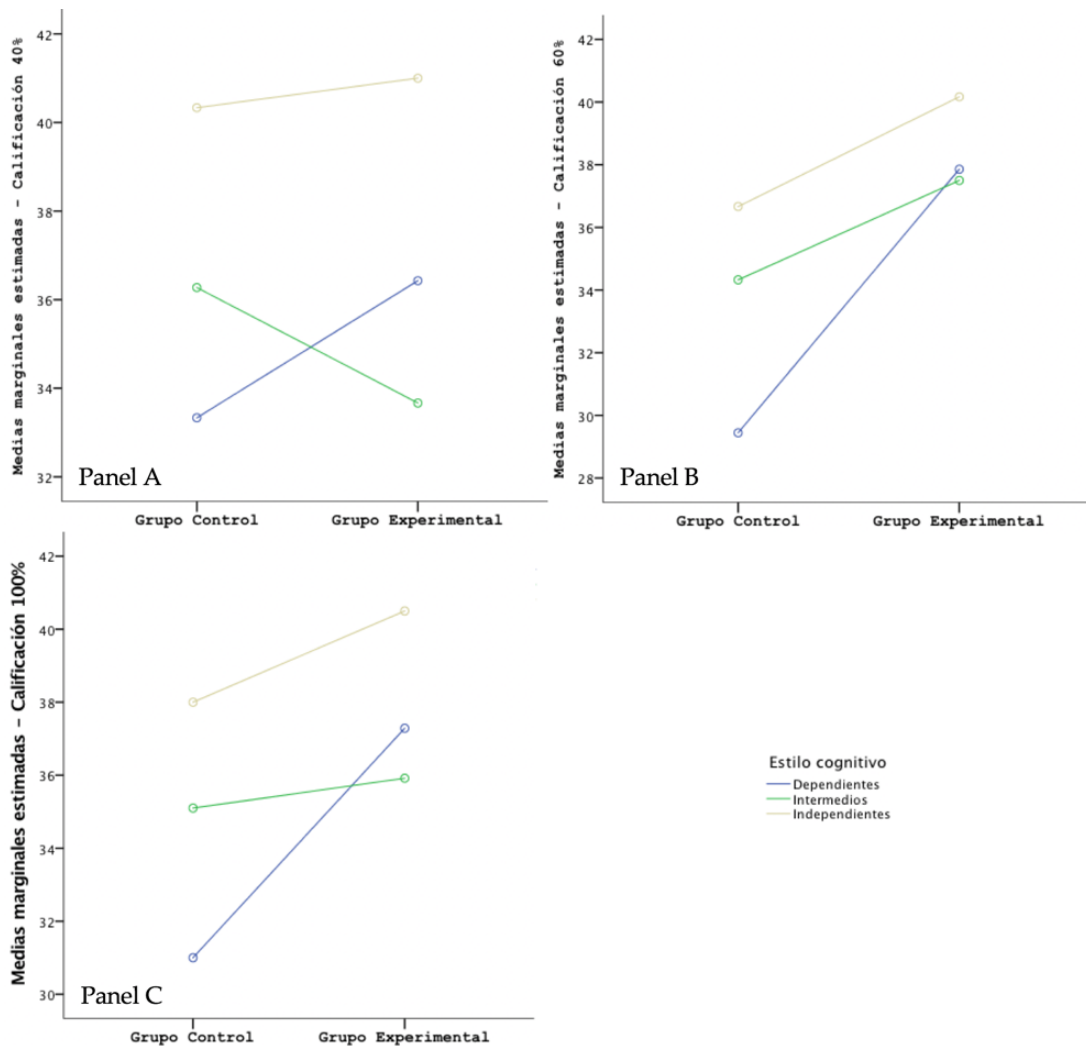 Medias marginales estimadas – Calificación 40%
42
40
38
36
34
32
Panel A
Grupo Control
Grupo Experimental
Medias marginales estimadas – Calificación 60%
42
40
38
36
34
32
30
28
Panel B
Grupo Control
Grupo Experimental
Medias marginales estimadas – Calificación 100%
42
40
38
36
34
32
30
Panel C
Grupo Control
Grupo Experimental
Estilo cognitivo
Dependientes
Intermedios
Independientes